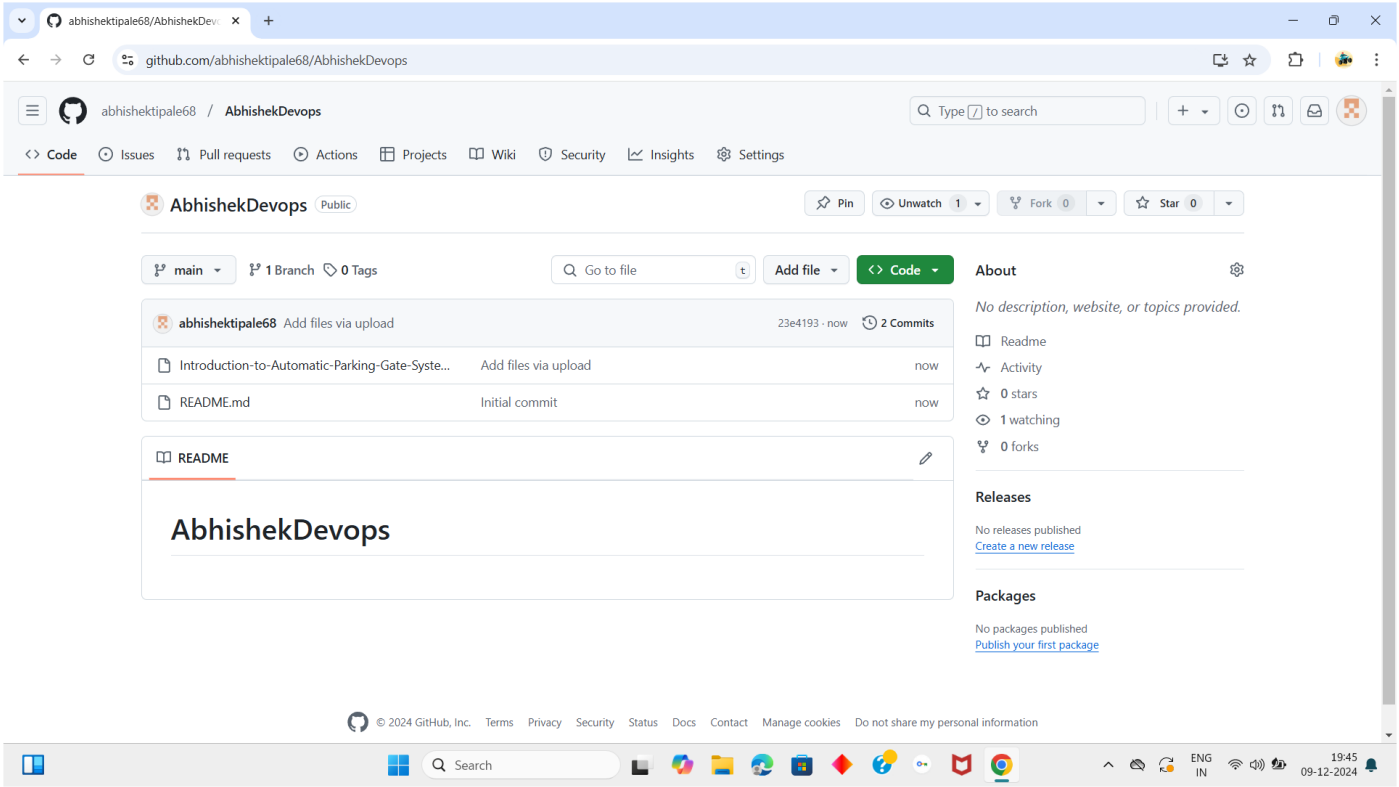 abhishektipale68/AbhishekDevo
github.com/abhishektipale68/AbhishekDevops
abhishektipale68 / AbhishekDevops
Type / to search
Code Issues Pull requests Actions Projects Wiki Security Insights Settings
AbhishekDevops Public
Pin Unwatch 1 Fork 0 Star 0
main 1 Branch 0 Tags Go to file t Add file Code
abhishektipale68 Add files via upload 23e4193 · now 2 Commits
Introduction-to-Automatic-Parking-Gate-Syste... Add files via upload now
README.md Initial commit now
README
AbhishekDevops
About
No description, website, or topics provided.
Readme
Activity
0 stars
1 watching
0 forks
Releases
No releases published
Create a new release
Packages
No packages published
Publish your first package
© 2024 GitHub, Inc. Terms Privacy Security Status Docs Contact Manage cookies Do not share my personal information
Search
ENG
IN
19:45
09-12-2024